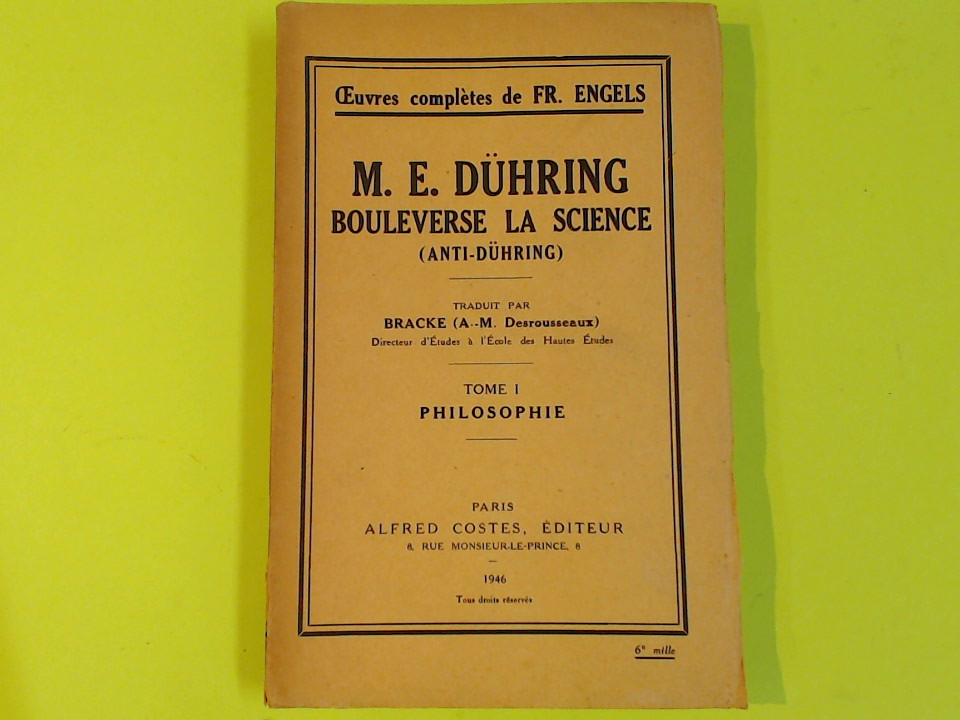 Œuvres complètes de FR. ENGELS
M. E. DÜHRING
BOULEVERSE LA SCIENCE
(ANTI-DÜHRING)
TRADUIT PAR
BRACKE (A.-M. Desrousseaux)
Directeur d'Études à l'École des Hautes Études
TOME I
PHILOSOPHIE
PARIS
ALFRED COSTES, ÉDITEUR
8, RUE MONSIEUR-LE-PRINCE, 8
1946
Tous droits réservés
6e mille